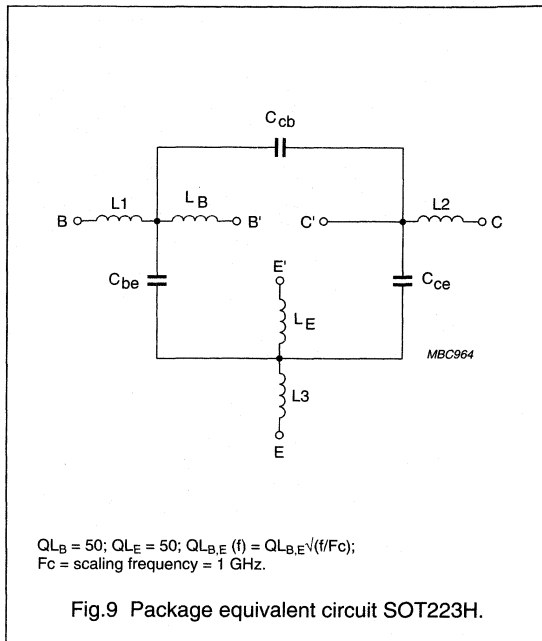 C_cb
L1
L_B
L2
B
B'
C'
C
C_be
E'
C_ce
L_E
MBC964
L3
E
QL_B = 50; QL_E = 50; QL_B,E (f) = QL_B,E√(f/Fc);
Fc = scaling frequency = 1 GHz.
Fig.9 Package equivalent circuit SOT223H.